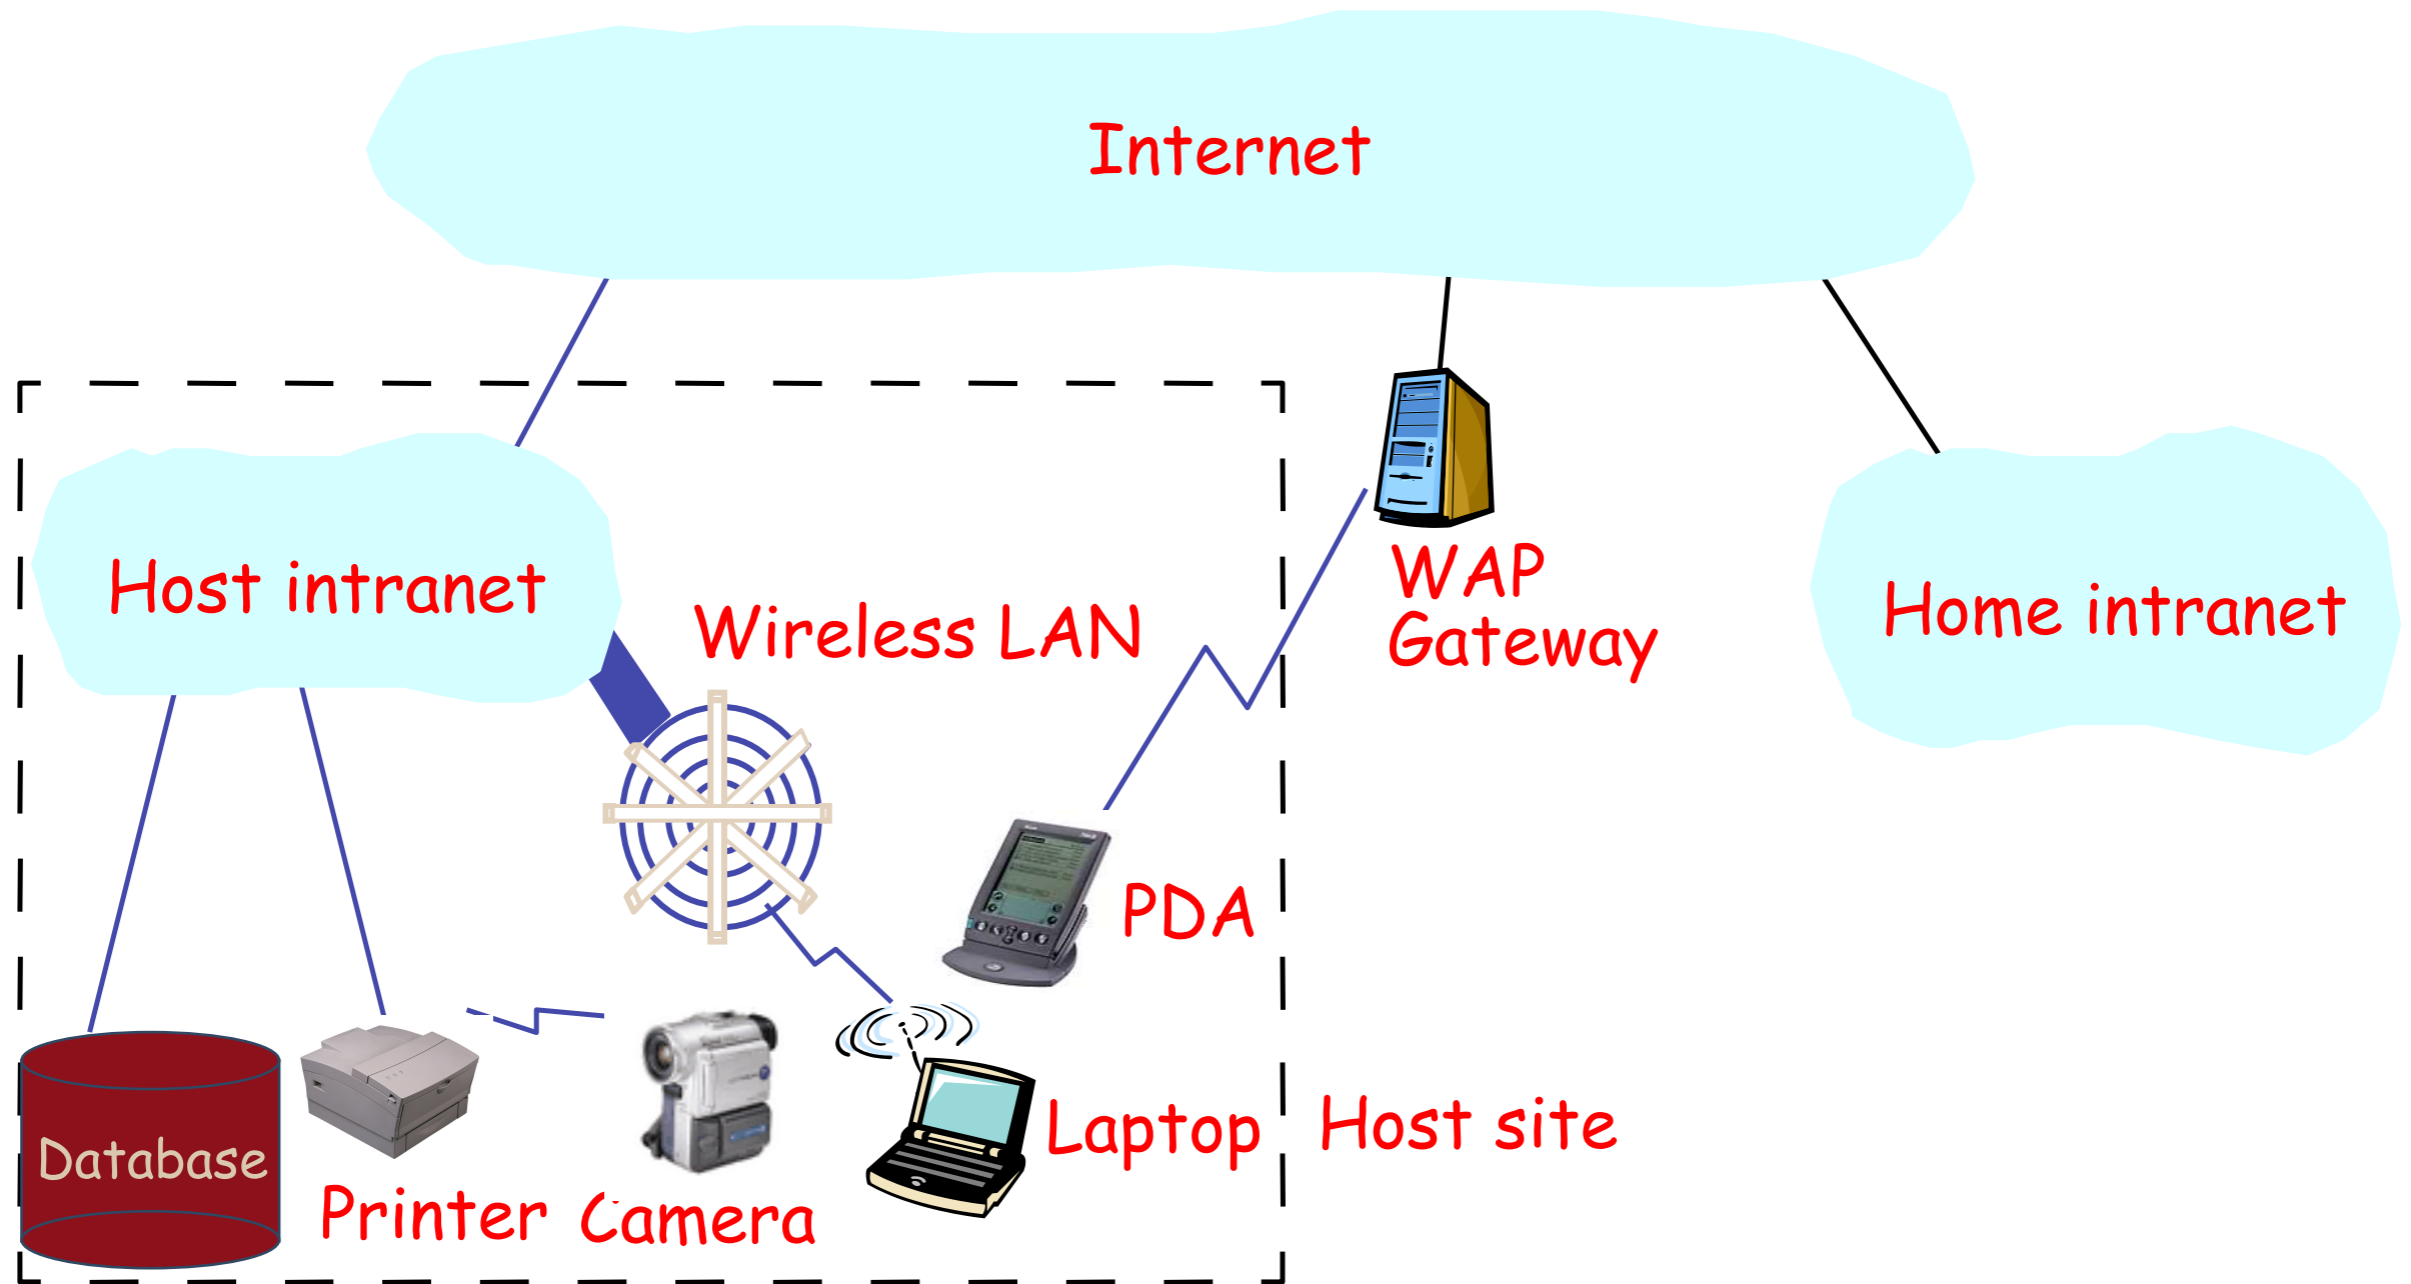 Internet
Host intranet
Wireless LAN
WAP
Gateway
Home intranet
PDA
Database
Printer
Camera
Laptop
Host site